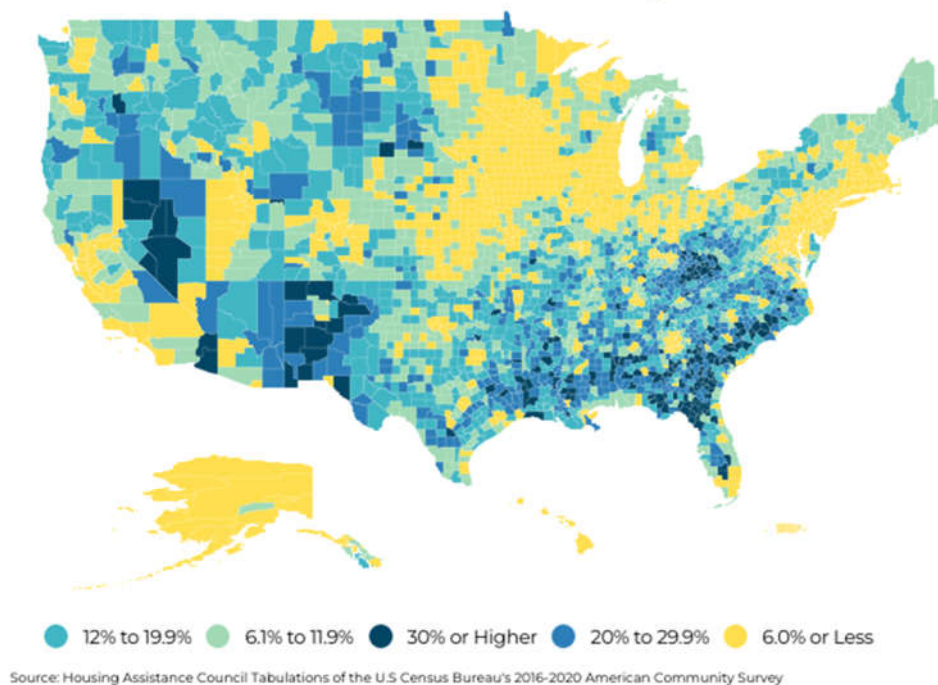 12% to 19.9% 6.1% to 11.9% 30% or Higher 20% to 29.9% 6.0% or Less
Source: Housing Assistance Council Tabulations of the U.S Census Bureau's 2016-2020 American Community Survey